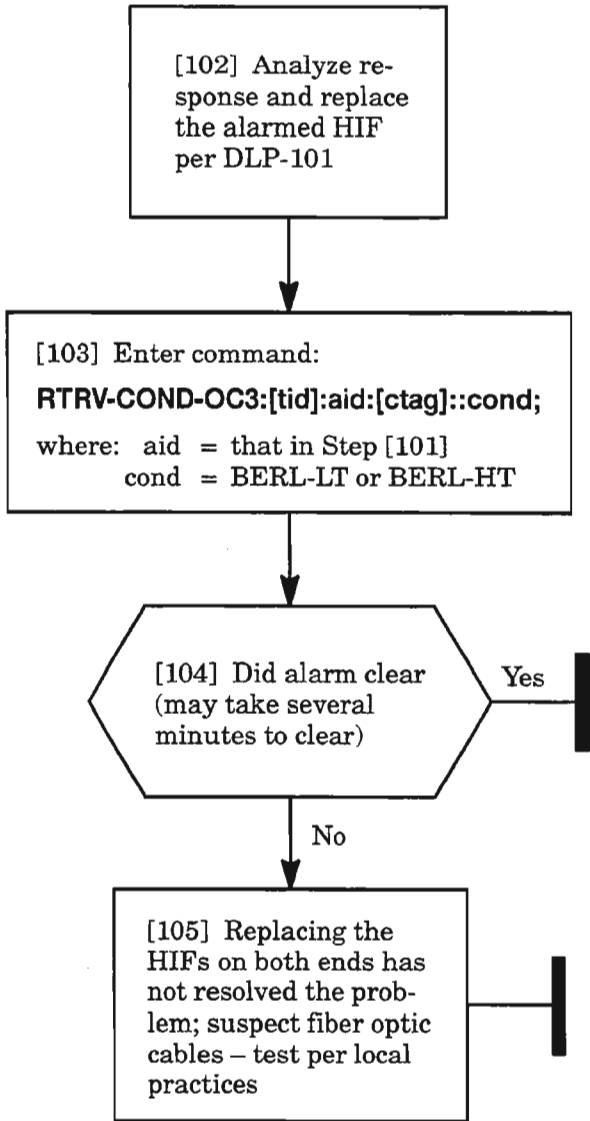 [102] Analyze re-
sponse and replace
the alarmed HIF
per DLP-101
[103] Enter command:
RTRV-COND-OC3:[tid]:aid:[ctag]::cond;
where: aid = that in Step [101]
cond = BERL-LT or BERL-HT
[104] Did alarm clear
(may take several
minutes to clear)
Yes
No
[105] Replacing the
HIFs on both ends has
not resolved the prob-
lem; suspect fiber optic
cables – test per local
practices